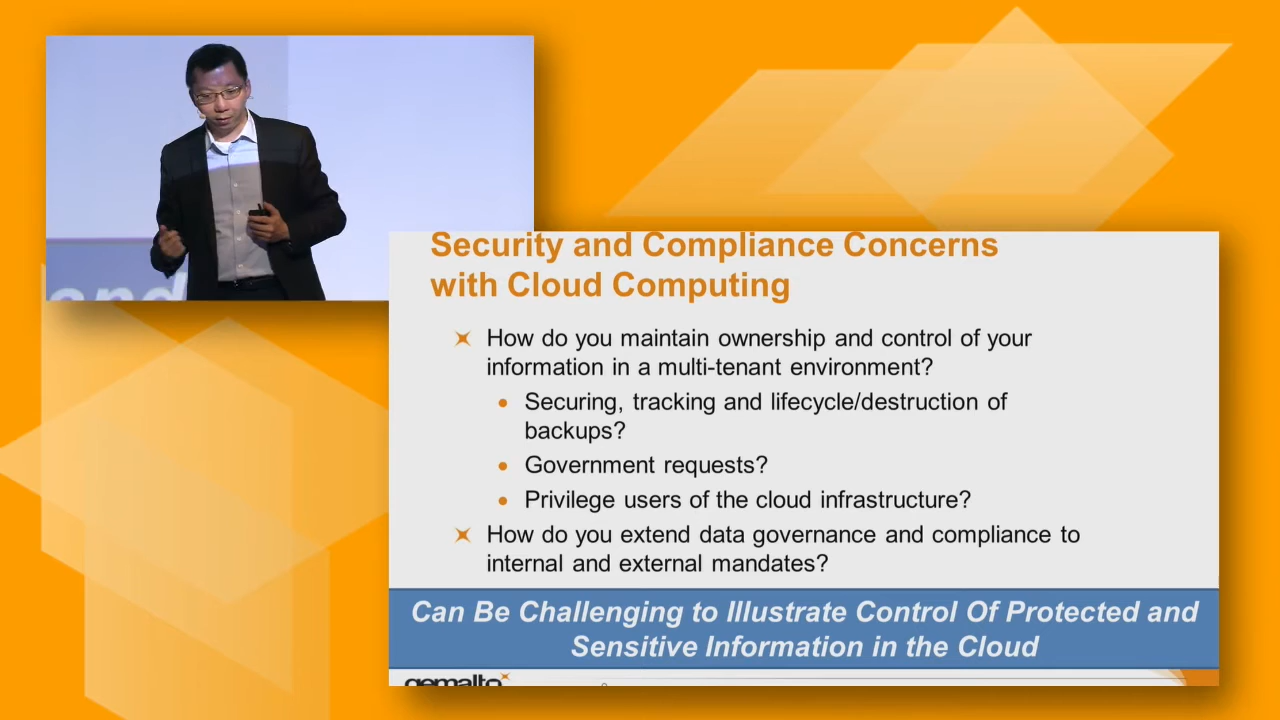 and
Security and Compliance Concerns
with Cloud Computing
How do you maintain ownership and control of your
information in a multi-tenant environment?
Securing, tracking and lifecycle/destruction of
backups?
Government requests?
Privilege users of the cloud infrastructure?
How do you extend data governance and compliance to
internal and external mandates?
Can Be Challenging to Illustrate Control Of Protected and
Sensitive Information in the Cloud
gemalto